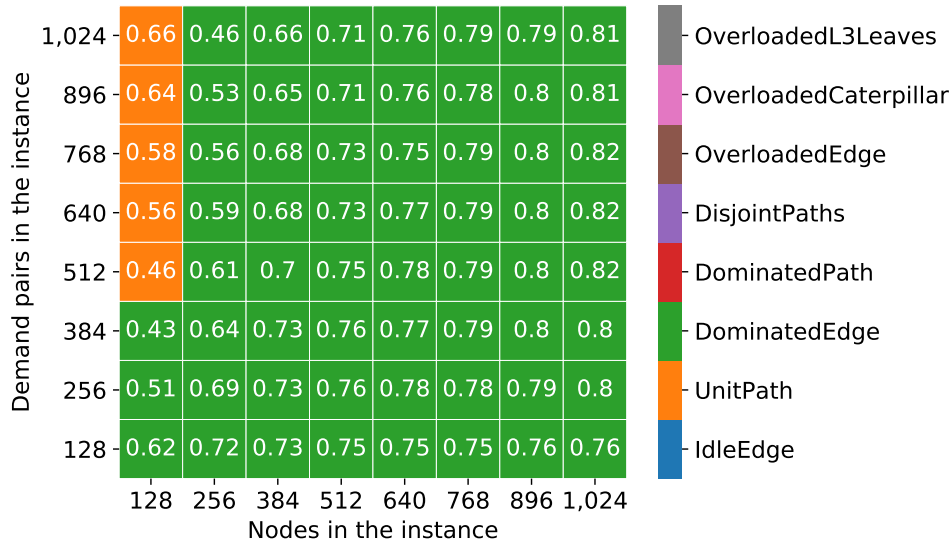 Demand pairs in the instance
1,024 0.66 0.46 0.66 0.71 0.76 0.79 0.79 0.81
896 0.64 0.53 0.65 0.71 0.76 0.78 0.8 0.81
768 0.58 0.56 0.68 0.73 0.75 0.79 0.8 0.82
640 0.56 0.59 0.68 0.73 0.77 0.79 0.8 0.82
512 0.46 0.61 0.7 0.75 0.78 0.79 0.8 0.82
384 0.43 0.64 0.73 0.76 0.77 0.79 0.8 0.8
256 0.51 0.69 0.73 0.76 0.78 0.78 0.79 0.8
128 0.62 0.72 0.73 0.75 0.75 0.75 0.76 0.76
128 256 384 512 640 768 896 1,024
Nodes in the instance
OverloadedL3Leaves
OverloadedCaterpillar
OverloadedEdge
DisjointPaths
DominatedPath
DominatedEdge
UnitPath
IdleEdge